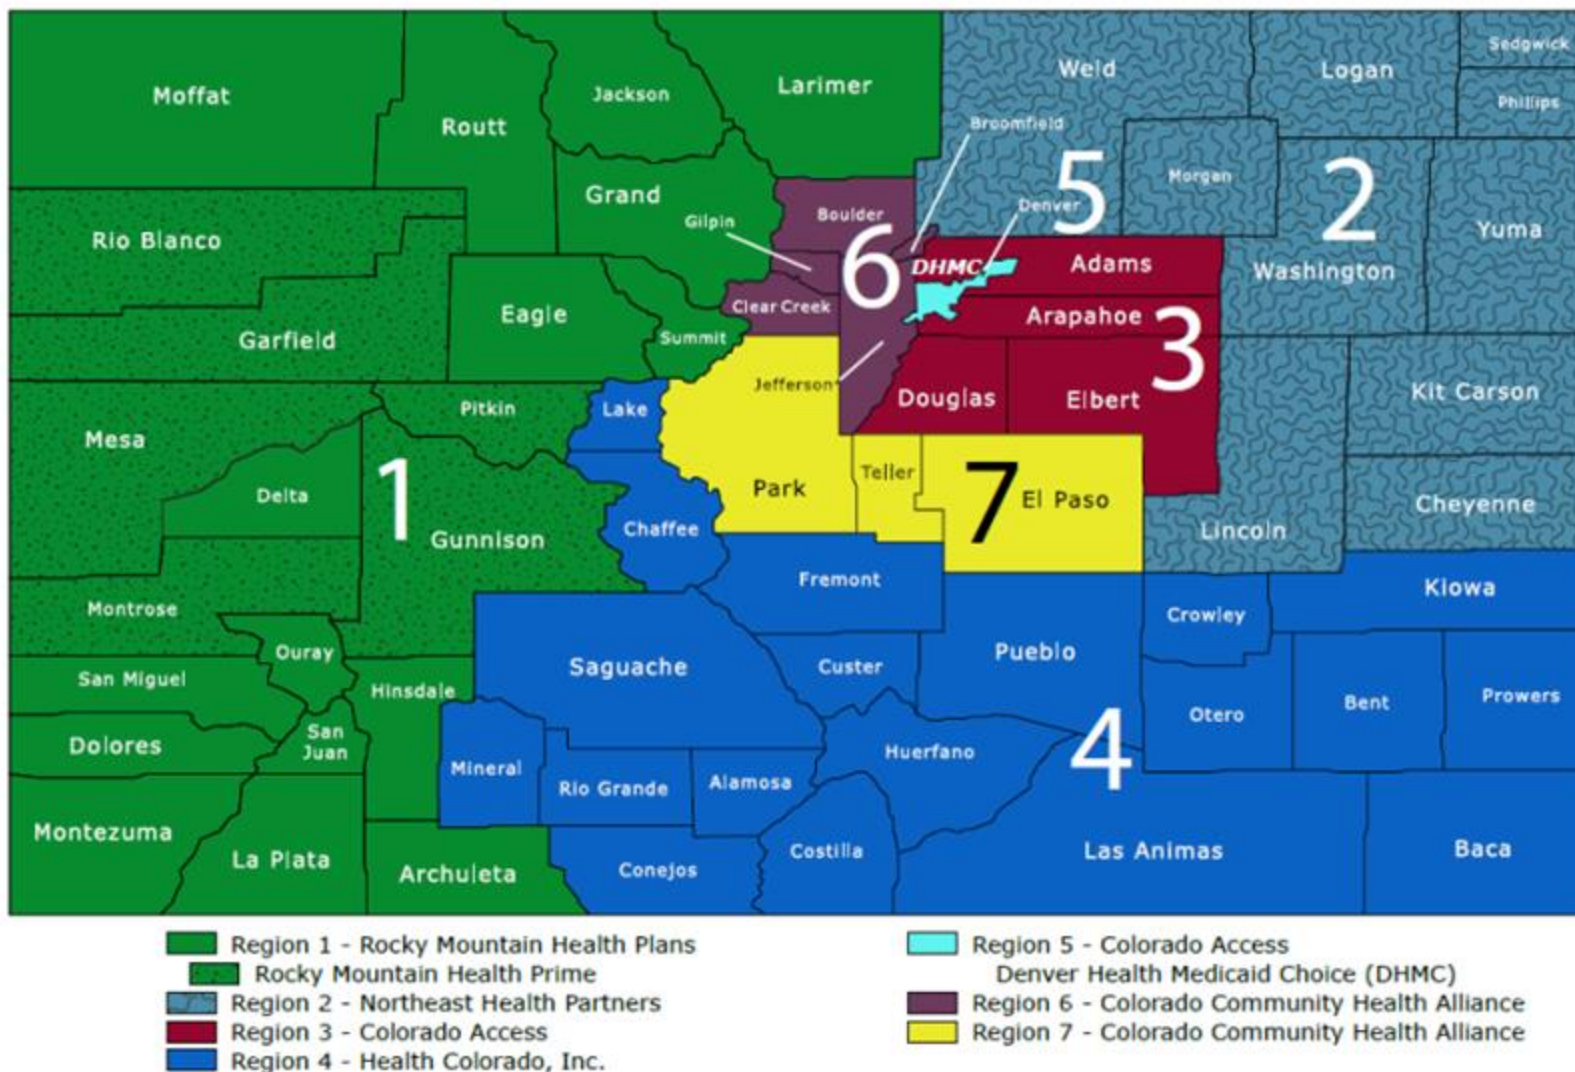 Moffat
Routt
Jackson
Larimer
Weld
Logan
Sedgwick
Phillips
Broomfield
Morgan
5
2
Denver
Yuma
Grand
Gilpin
Boulder
Rio Blanco
6
DHMC
Adams
Washington
Eagle
Clear Creek
Arapahoe
3
Garfield
Summit
Jefferson
Douglas
Elbert
Kit Carson
Pitkin
Lake
Mesa
1
Delta
Park
Teller
7
El Paso
Cheyenne
Gunnison
Chaffee
Lincoln
Fremont
Kiowa
Montrose
Crowley
Ouray
Saguache
Custer
Pueblo
San Miguel
Hinsdale
Prowers
Bent
Otero
Dolores
San
Juan
Mineral
Rio Grande
Alamosa
Huerfano
4
Montezuma
La Plata
Archuleta
Conejos
Costilla
Las Animas
Baca
Region 1 - Rocky Mountain Health Plans
Rocky Mountain Health Prime
Region 2 - Northeast Health Partners
Region 3 - Colorado Access
Region 4 - Health Colorado, Inc.
Region 5 - Colorado Access
Denver Health Medicaid Choice (DHMC)
Region 6 - Colorado Community Health Alliance
Region 7 - Colorado Community Health Alliance